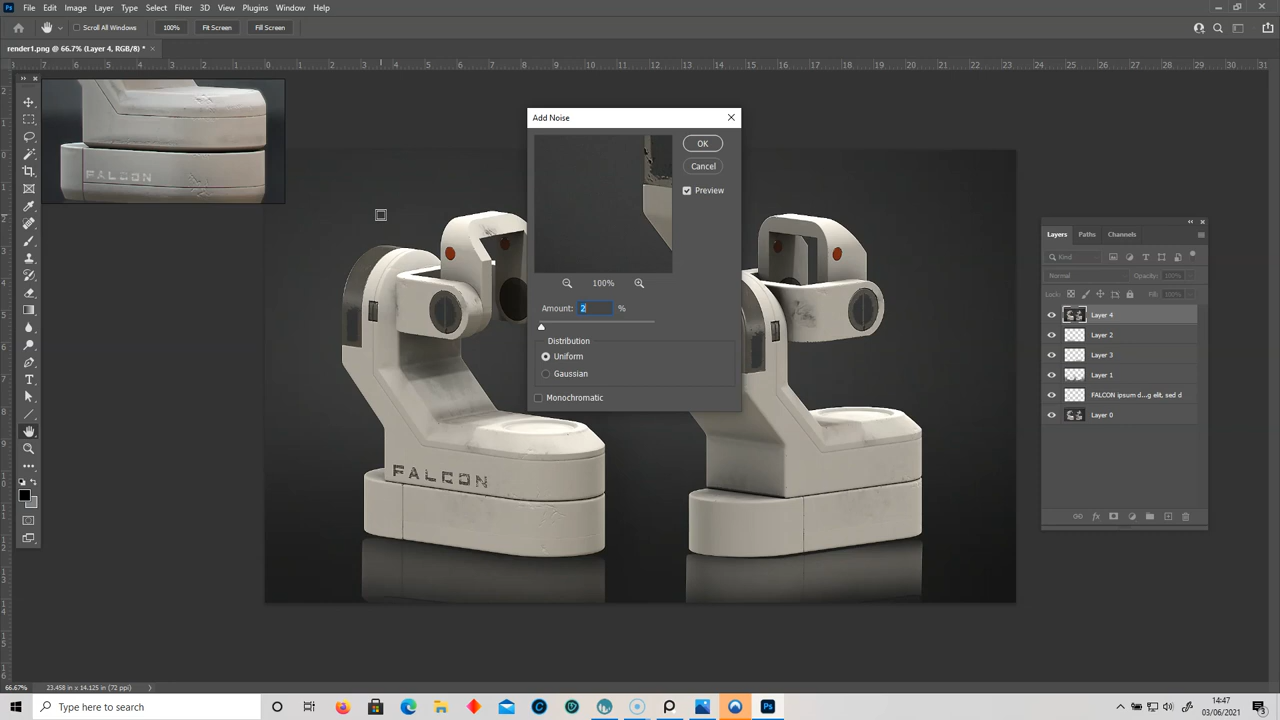 File Edit Image Layer Type Select Filter 3D View Plugins Window Help
Scroll All Windows 100% Fit Screen Fill Screen
render1.png @ 66.7% (Layer 4, RGB/8) *
FALCON
Add Noise
OK
Cancel
Preview
100%
Amount: 2 %
Distribution
Uniform
Gaussian
Monochromatic
FALCON
Layers Paths Channels
Kind
Normal Opacity: 100%
Lock: Fill: 100%
Layer 4
Layer 2
Layer 3
Layer 1
FALCON ipsum d...g elit, sed d
Layer 0
66.67% 23.458 in x 14.125 in (72 ppi)
Type here to search
14:47
03/06/2021